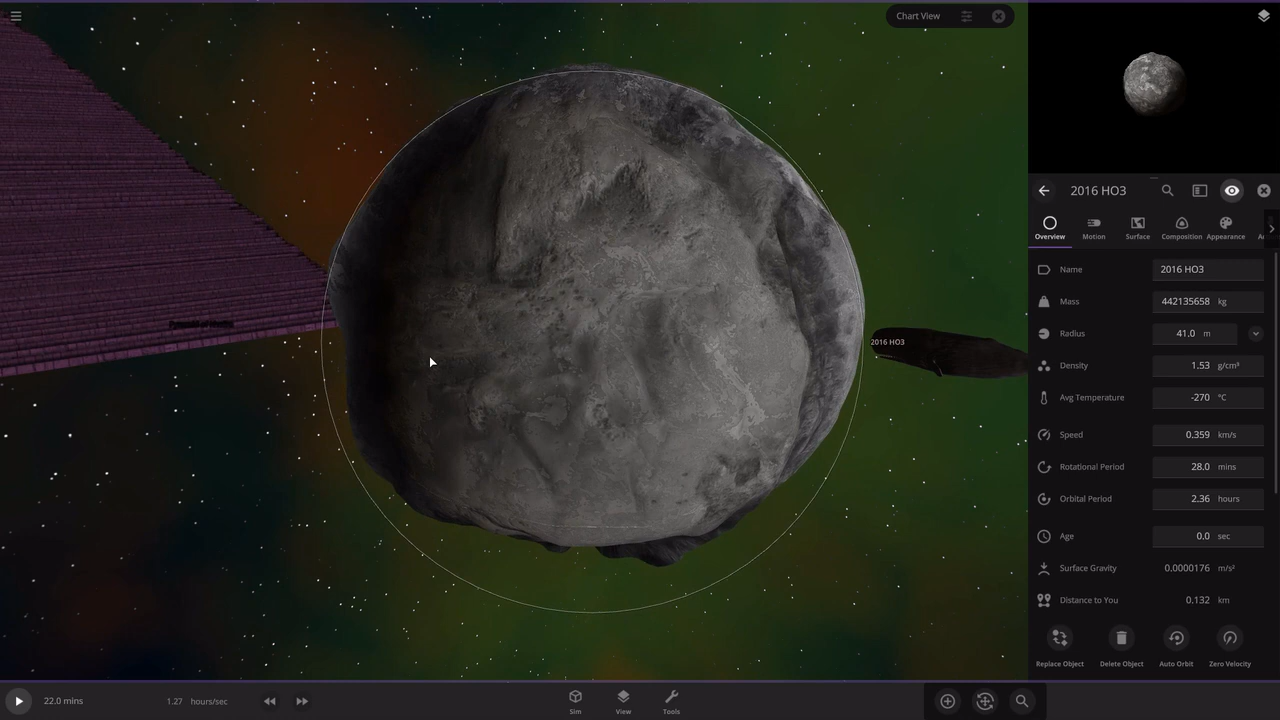 Chart View
2016 HO3
Overview Motion Surface Composition Appearance
Name 2016 HO3
Mass 442135658 kg
Radius 41.0 m
Density 1.53 g/cm³
Avg Temperature -270 °C
Speed 0.359 km/s
Rotational Period 28.0 mins
Orbital Period 2.36 hours
Age 0.0 sec
Surface Gravity 0.0000176 m/s²
Distance to You 0.132 km
Replace Object Delete Object Auto Orbit Zero Velocity
2016 HO3
22.0 mins 1.27 hours/sec
Sim View Tools